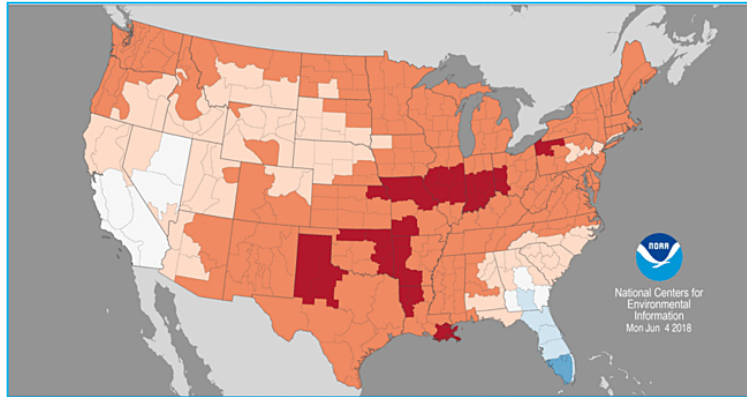 NOAA
National Centers for
Environmental
Information
Mon Jun 4 2018